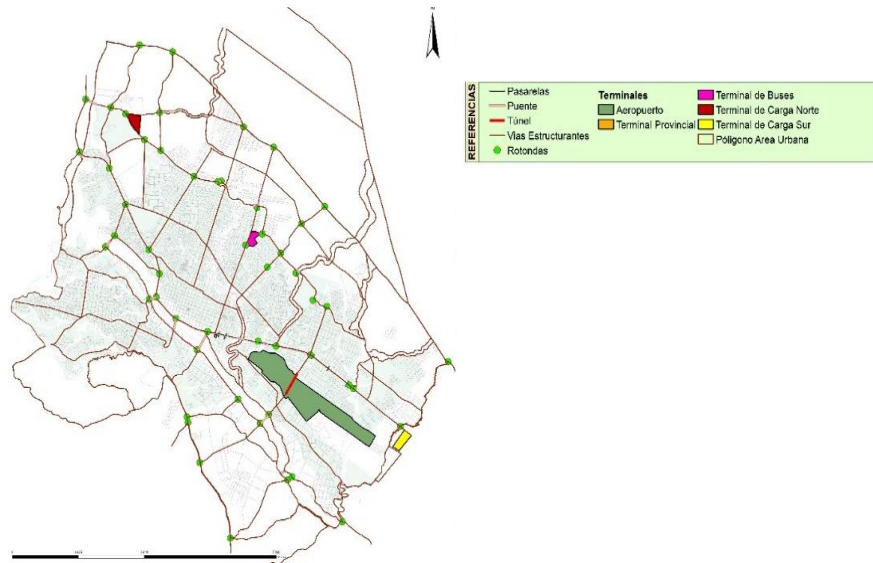 REFERENCIAS
Pasarelas
Puente
Túnel
Vias Estructurantes
Rotondas
Terminales
Aeropuerto
Terminal Provincial
Terminal de Buses
Terminal de Carga Norte
Terminal de Carga Sur
Póligono Area Urbana